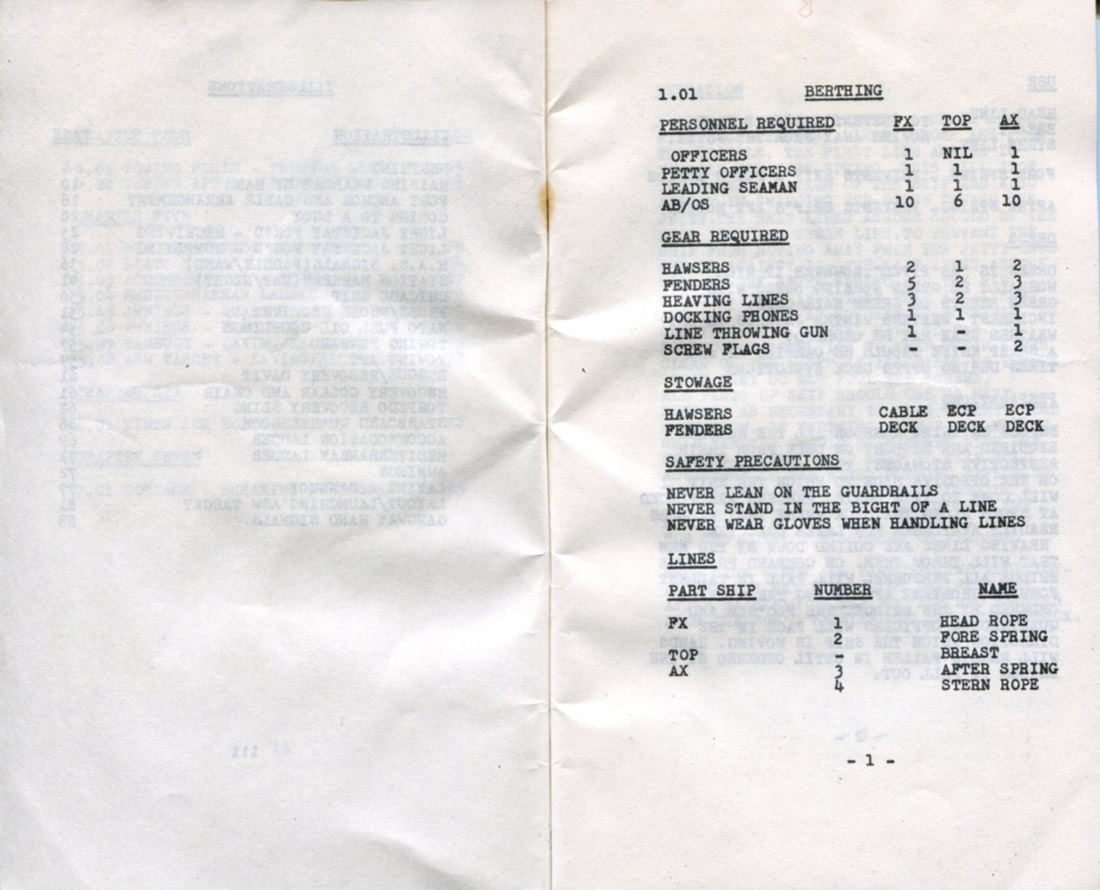 1.01 BERTHING
PERSONNEL REQUIRED FX TOP AX
OFFICERS 1 NIL 1
PETTY OFFICERS 1 1 1
LEADING SEAMAN 1 1 1
AB/OS 10 6 10
GEAR REQUIRED
HAWSERS 2 1 2
FENDERS 5 2 3
HEAVING LINES 3 2 3
DOCKING PHONES 1 1 1
LINE THROWING GUN 1 - 1
SCREW FLAGS - - 2
STOWAGE
HAWSERS CABLE ECP ECP
FENDERS DECK DECK DECK
SAFETY PRECAUTIONS
NEVER LEAN ON THE GUARDRAILS
NEVER STAND IN THE BIGHT OF A LINE
NEVER WEAR GLOVES WHEN HANDLING LINES
LINES
PART SHIP NUMBER NAME
FX 1 HEAD ROPE
2 FORE SPRING
TOP - BREAST
AX 3 AFTER SPRING
4 STERN ROPE
- 1 -